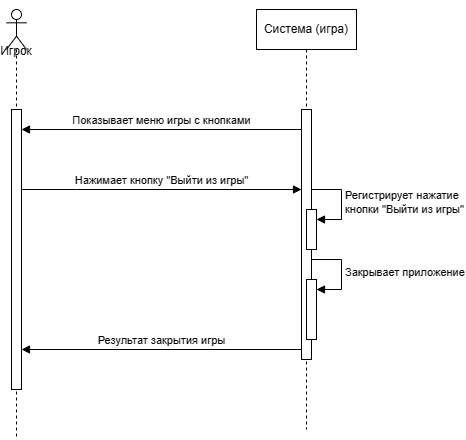 Игрок
Система (игра)
Показывает меню игры с кнопками
Нажимает кнопку "Выйти из игры"
Регистрирует нажатие
кнопки "Выйти из игры"
Закрывает приложение
Результат закрытия игры